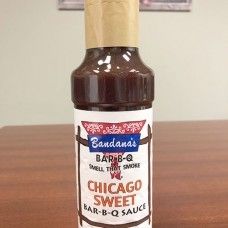 Bandana's
BAR-B-Q
SMELL THAT SMOKE
CHICAGO
SWEET
BAR-B-Q SAUCE